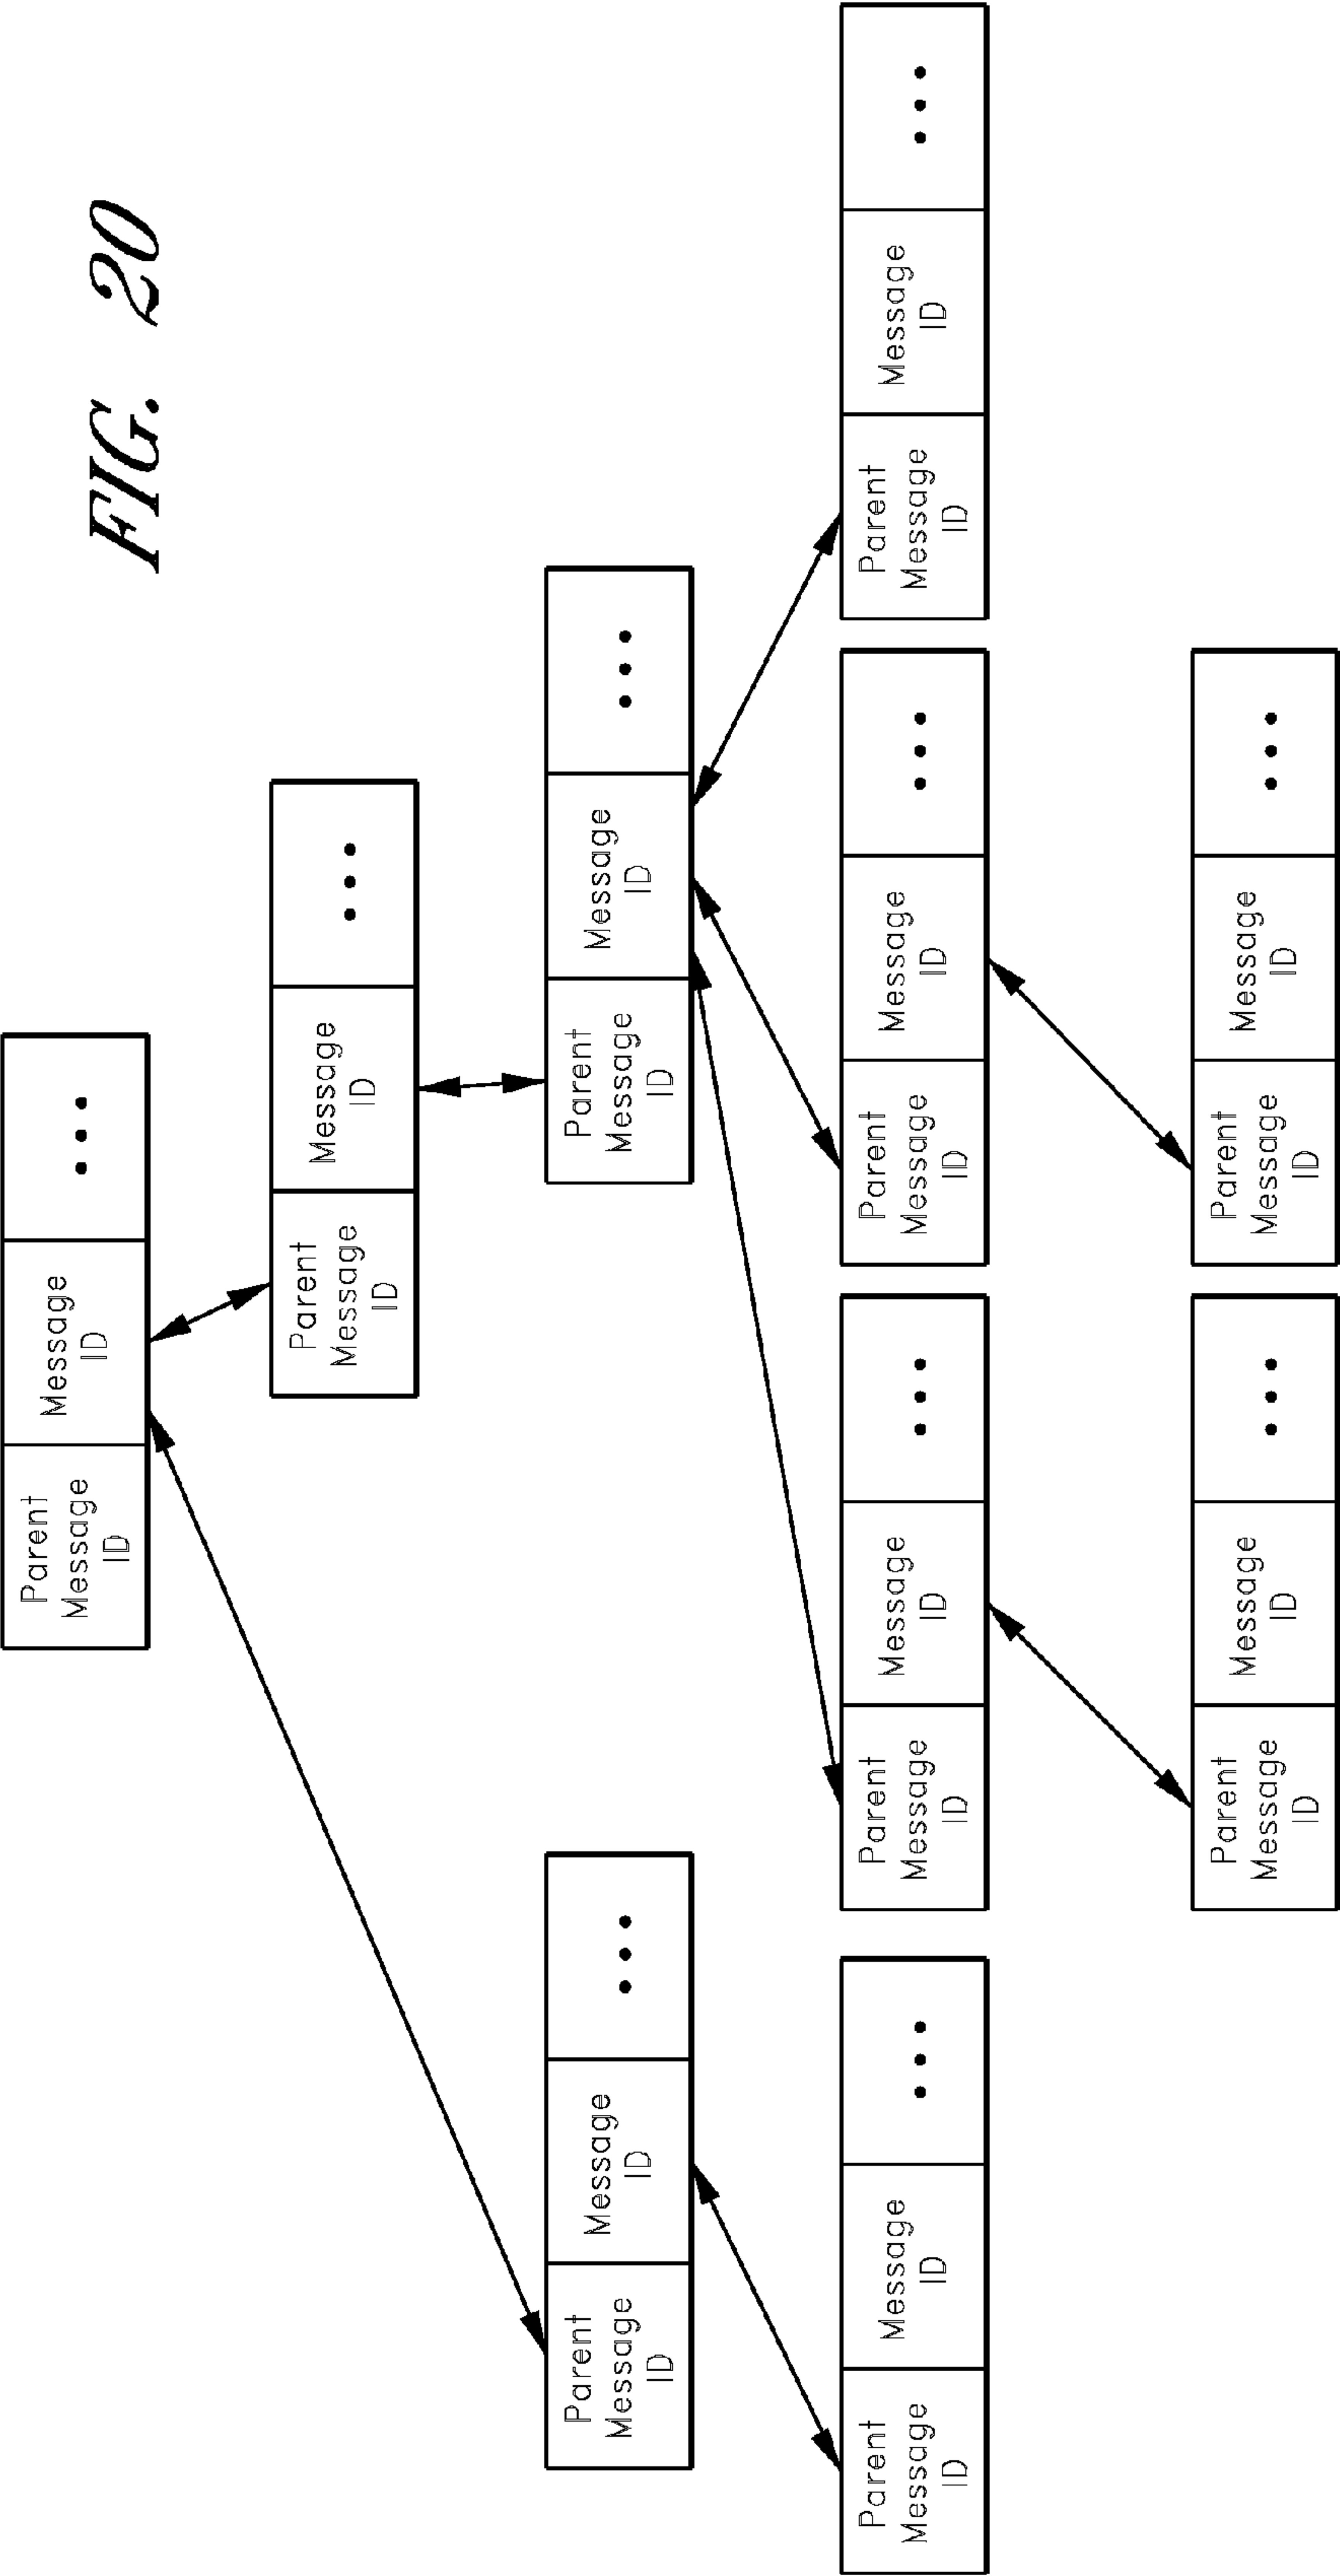 Parent
Message
ID
Message
ID
• • •
FIG. 20
Parent
Message
ID
Message
ID
• • •
Parent
Message
ID
Message
ID
• • •
Parent
Message
ID
Message
ID
• • •
Parent
Message
ID
Message
ID
• • •
Parent
Message
ID
Message
ID
• • •
Parent
Message
ID
Message
ID
• • •
Parent
Message
ID
Message
ID
• • •
Parent
Message
ID
Message
ID
• • •
Parent
Message
ID
Message
ID
• • •